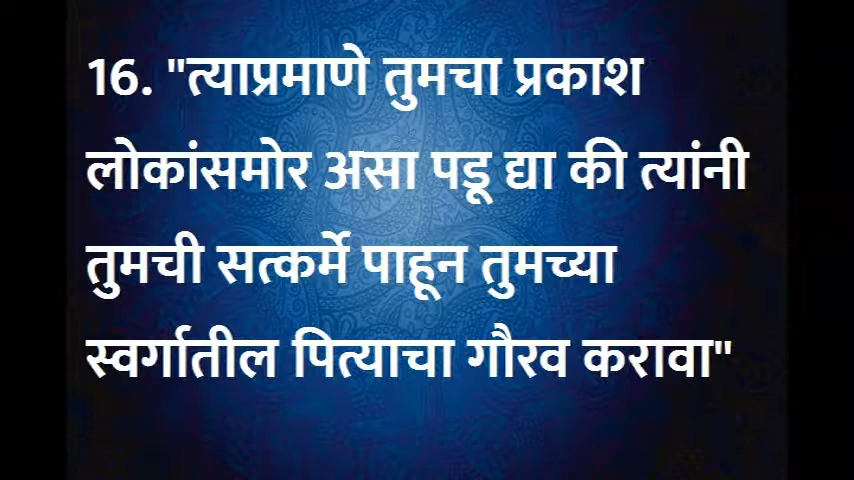 16. "त्याप्रमाणे तुमचा प्रकाश
लोकांसमोर असा पडू द्या की त्यांनी
तुमची सत्कर्मे पाहून तुमच्या
स्वर्गातील पित्याचा गौरव करावा"